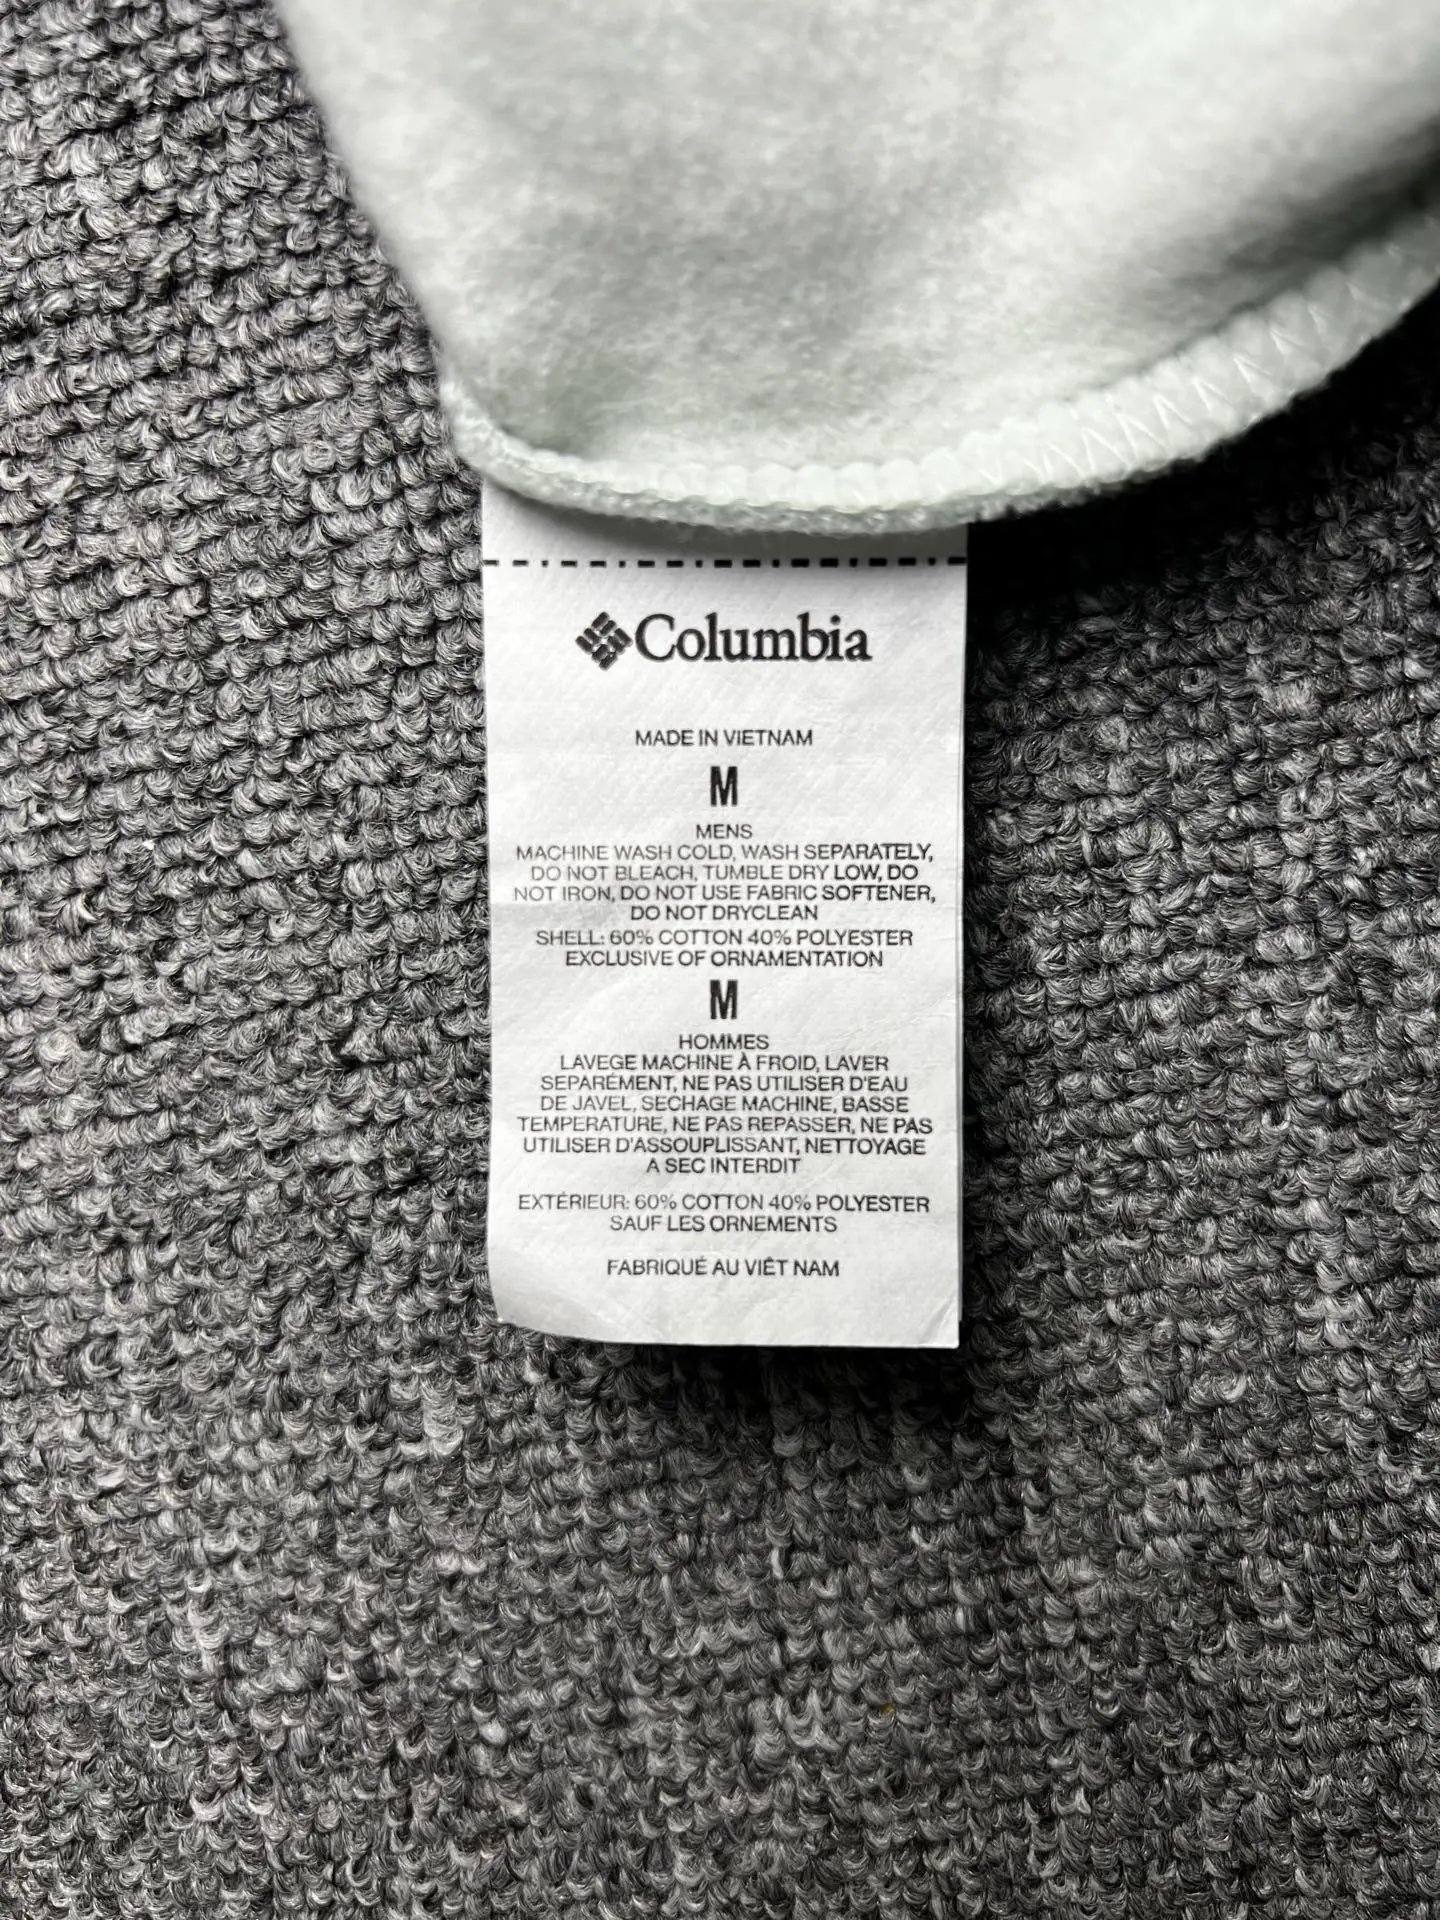 Columbia
MADE IN VIETNAM
M
MENS
MACHINE WASH COLD, WASH SEPARATELY,
DO NOT BLEACH, TUMBLE DRY LOW, DO
NOT IRON, DO NOT USE FABRIC SOFTENER,
DO NOT DRYCLEAN
SHELL: 60% COTTON 40% POLYESTER
EXCLUSIVE OF ORNAMENTATION
M
HOMMES
LAVEGE MACHINE À FROID, LAVER
SEPARÉMENT, NE PAS UTILISER D'EAU
DE JAVEL, SECHAGE MACHINE, BASSE
TEMPERATURE, NE PAS REPASSER, NE PAS
UTILISER D'ASSOUPLISSANT, NETTOYAGE
A SEC INTERDIT
EXTÉRIEUR: 60% COTTON 40% POLYESTER
SAUF LES ORNEMENTS
FABRIQUÉ AU VIÊT NAM